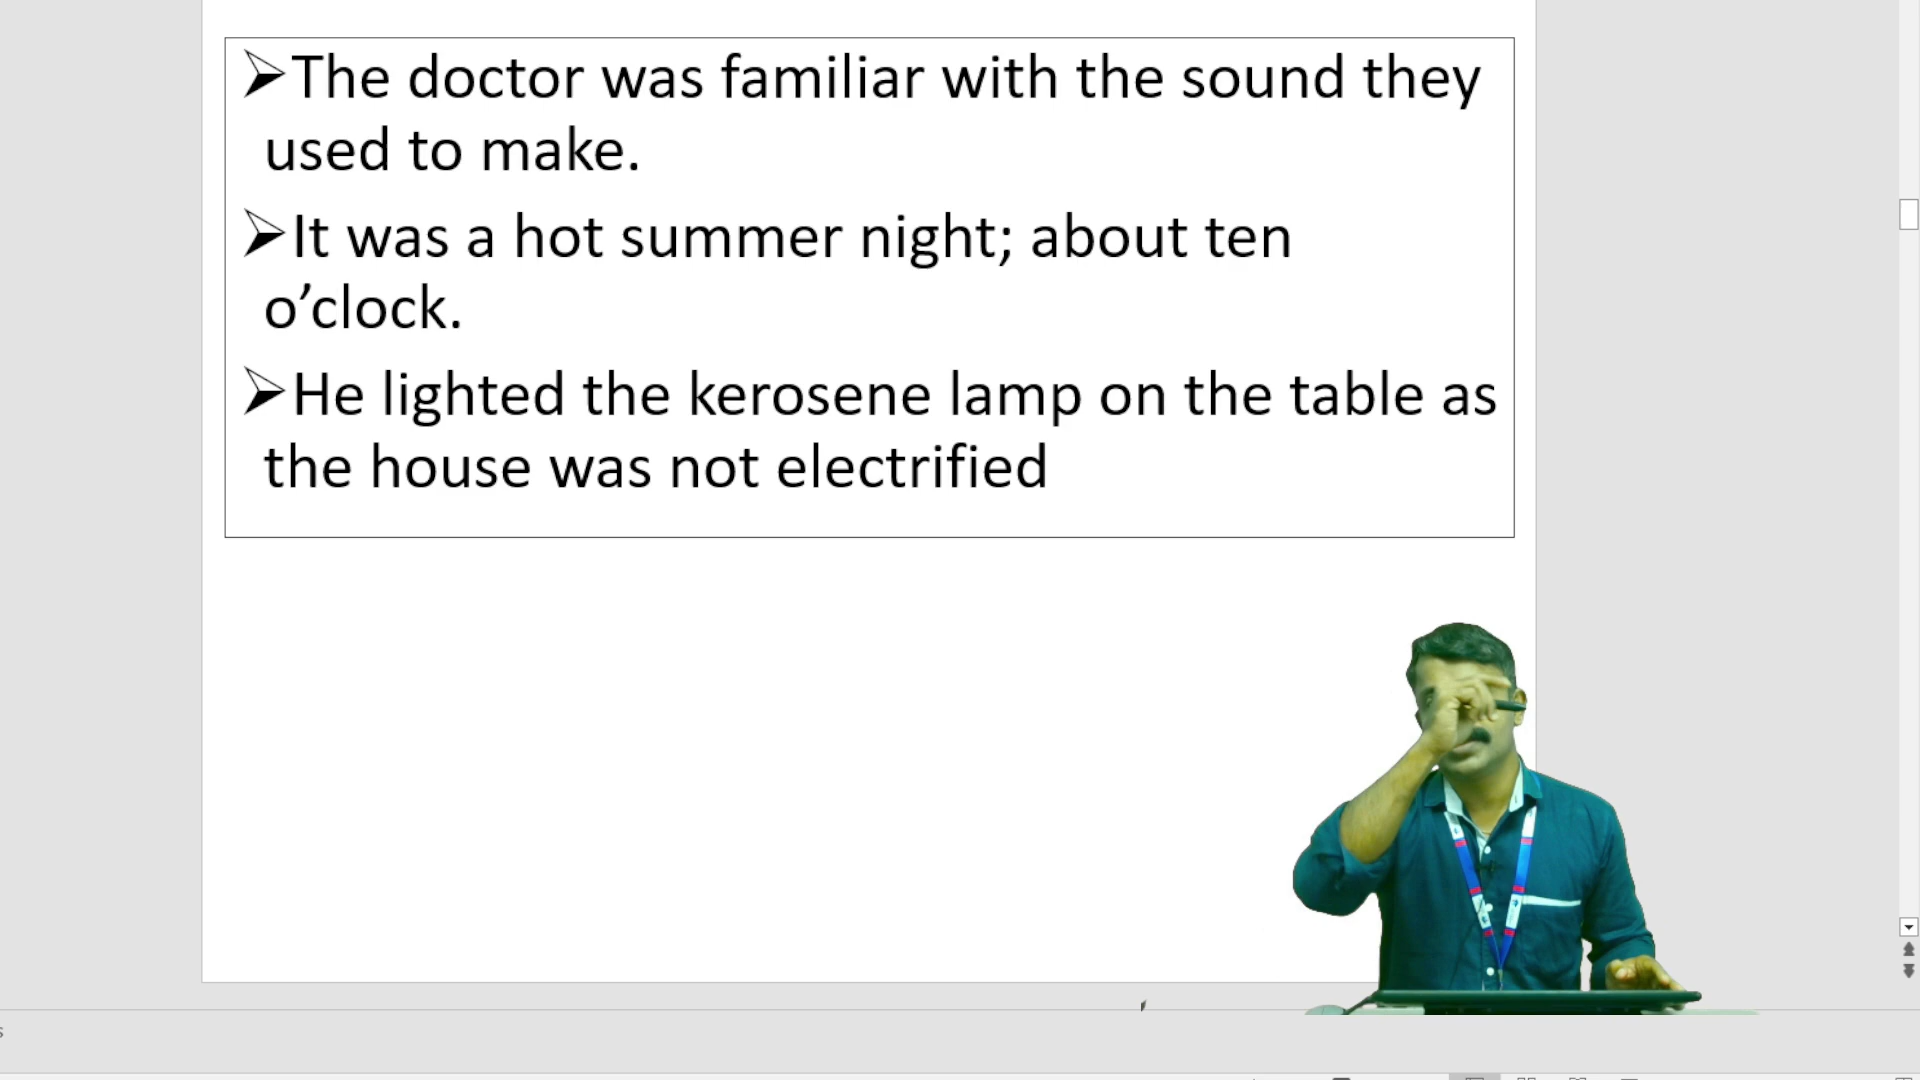 ➢The doctor was familiar with the sound they
used to make.
➢It was a hot summer night; about ten
o’clock.
➢He lighted the kerosene lamp on the table as
the house was not electrified